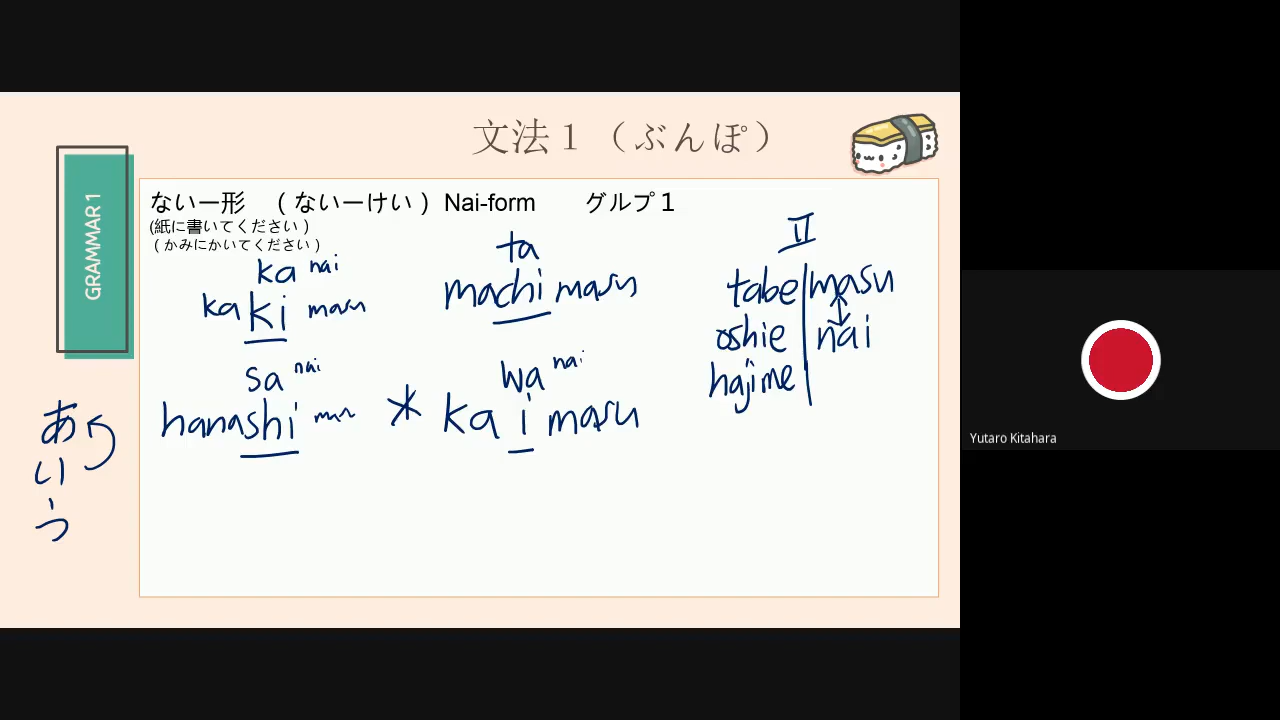 文法１（ぶんぽ）
GRAMMAR 1
ない一形　（ないーけい）Nai-form　　グルプ１
(紙に書いてください）
（かみにかいてください）
ka nai
ka ki masu
ta
machi masu
sa nai
hanashi masu
* wa nai
ka i masu
II
tabe masu
oshie nai
hajime
あ
い
う
Yutaro Kitahara